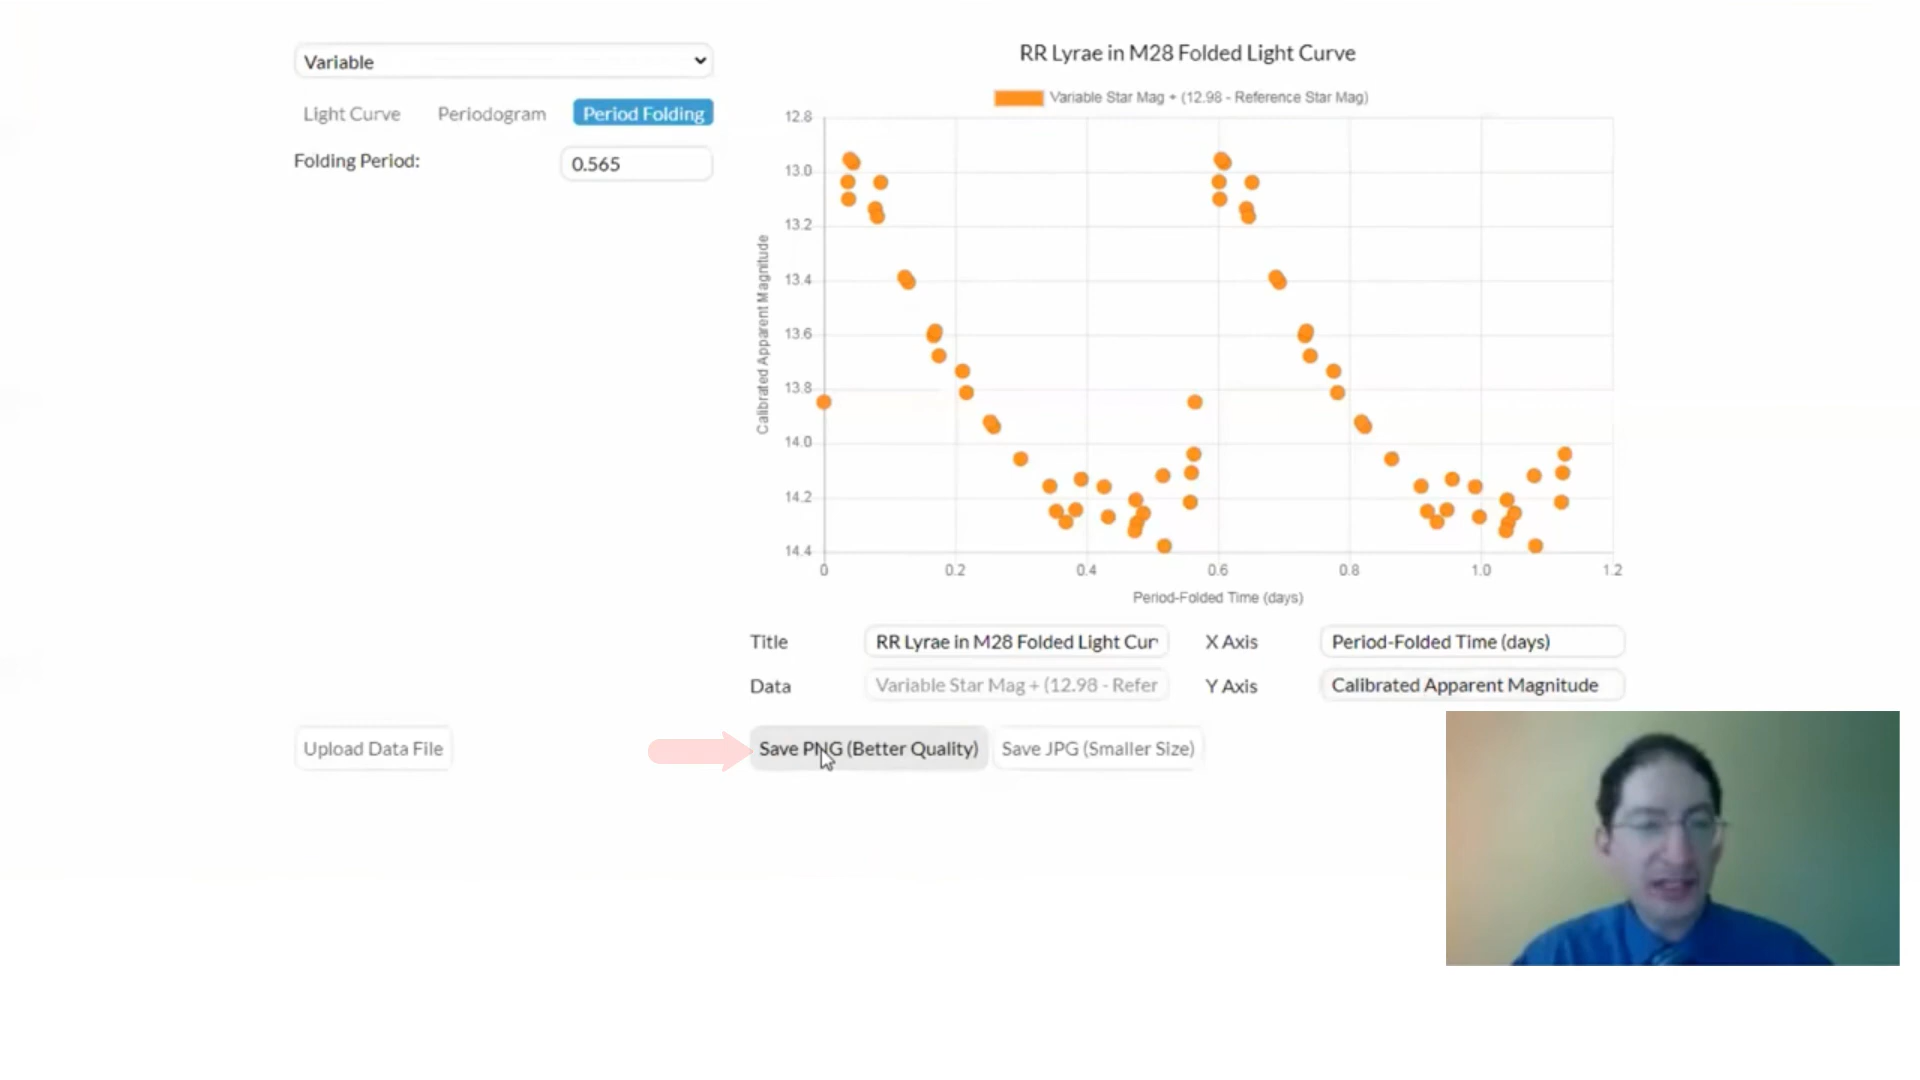 Variable
Light Curve
Periodogram
Period Folding
Folding Period:
0.565
RR Lyrae in M28 Folded Light Curve
Variable Star Mag + (12.98 - Reference Star Mag)
12.8
13.0
13.2
13.4
13.6
13.8
14.0
14.2
14.4
Calibrated Apparent Magnitude
0
0.2
0.4
0.6
0.8
1.0
1.2
Period-Folded Time (days)
Title
RR Lyrae in M28 Folded Light Cur
X Axis
Period-Folded Time (days)
Data
Variable Star Mag + (12.98 - Refer
Y Axis
Calibrated Apparent Magnitude
Upload Data File
Save PNG (Better Quality)
Save JPG (Smaller Size)